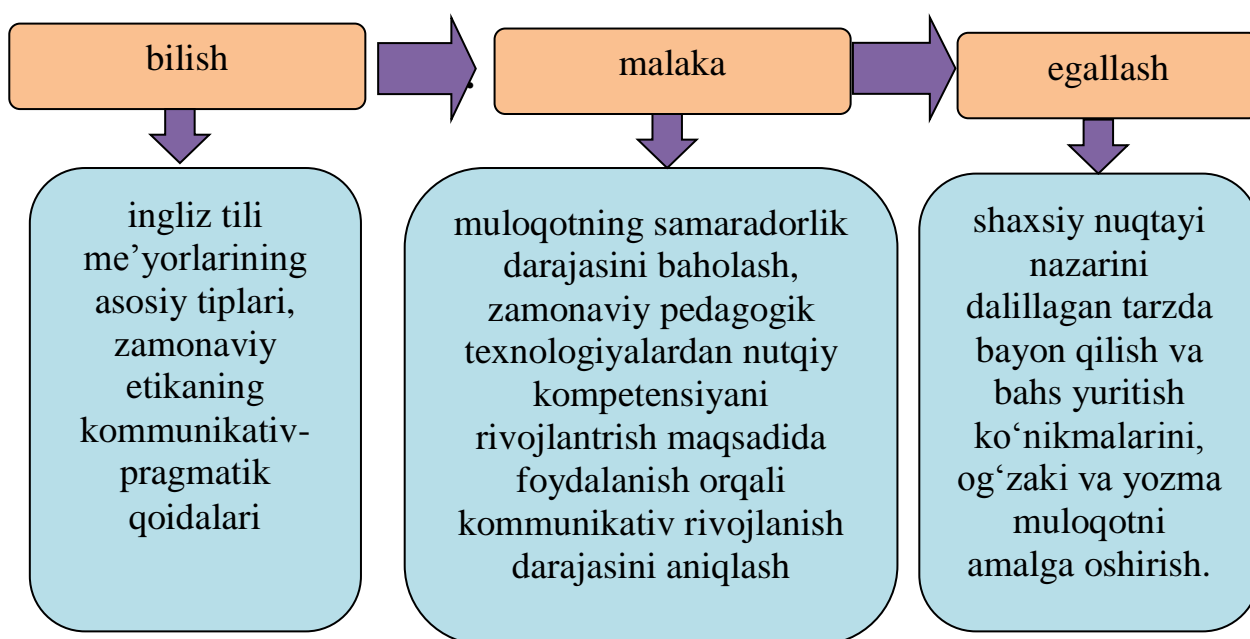 bilish
malaka
egallash
ingliz tili
me’yorlarining
asosiy tiplari,
zamonaviy
etikaning
kommunikativ-
pragmatik
qoidalari
muloqotning samaradorlik
darajasini baholash,
zamonaviy pedagogik
texnologiyalardan nutqiy
kompetensiyani
rivojlantrish maqsadida
foydalanish orqali
kommunikativ rivojlanish
darajasini aniqlash
shaxsiy nuqtayi
nazarini
dalillagan tarzda
bayon qilish va
bahs yuritish
ko‘nikmalarini,
og‘zaki va yozma
muloqotni
amalga oshirish.